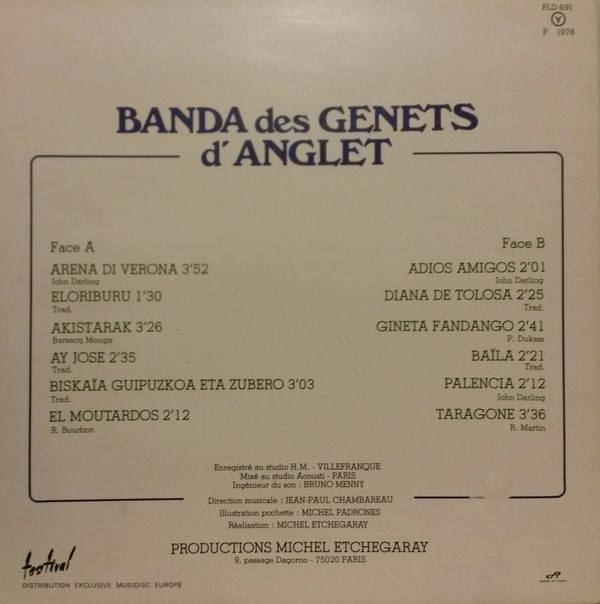 FLD 691
Y
P 1976
BANDA des GENETS
d'ANGLET
Face A
ARENA DI VERONA 3'52
John Darling
ELORIBURU 1'30
Trad.
AKISTARAK 3'26
Barsacq Mougis
AY JOSE 2'35
Trad.
BISKAÏA GUIPUZKOA ETA ZUBERO 3'03
Trad.
EL MOUTARDOS 2'12
R. Bourbon
Face B
ADIOS AMIGOS 2'01
John Darling
DIANA DE TOLOSA 2'25
Trad.
GINETA FANDANGO 2'41
P. Dukass
BAÏLA 2'21
Trad.
PALENCIA 2'12
John Darling
TARAGONE 3'36
R. Martin
Enregistré au studio H.M. - VILLEFRANQUE
Mixé au studio Acousti - PARIS
Ingénieur du son : BRUNO MENNY
Direction musicale : JEAN-PAUL CHAMBAREAU
Illustration pochette : MICHEL PADRONES
Réalisation : MICHEL ETCHEGARAY
PRODUCTIONS MICHEL ETCHEGARAY
9, passage Dagorno - 75020 PARIS
festival
DISTRIBUTION EXCLUSIVE MUSIDISC EUROPE